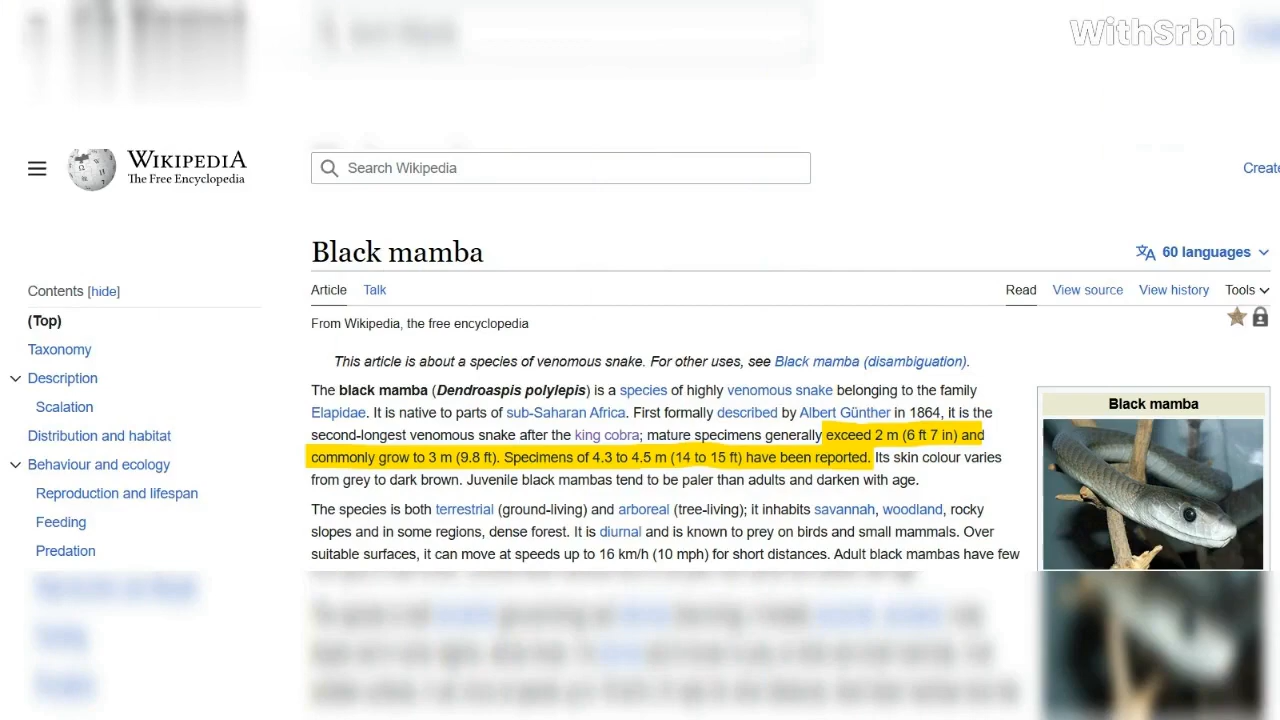 WithSrbh
WIKIPEDIA
The Free Encyclopedia
Search Wikipedia
Create
Black mamba
60 languages
Article Talk
Read View source View history Tools
From Wikipedia, the free encyclopedia
Contents [hide]
(Top)
Taxonomy
Description
Scalation
Distribution and habitat
Behaviour and ecology
Reproduction and lifespan
Feeding
Predation
This article is about a species of venomous snake. For other uses, see Black mamba (disambiguation).
The black mamba (Dendroaspis polylepis) is a species of highly venomous snake belonging to the family
Elapidae. It is native to parts of sub-Saharan Africa. First formally described by Albert Günther in 1864, it is the
second-longest venomous snake after the king cobra; mature specimens generally exceed 2 m (6 ft 7 in) and
commonly grow to 3 m (9.8 ft). Specimens of 4.3 to 4.5 m (14 to 15 ft) have been reported. Its skin colour varies
from grey to dark brown. Juvenile black mambas tend to be paler than adults and darken with age.
The species is both terrestrial (ground-living) and arboreal (tree-living); it inhabits savannah, woodland, rocky
slopes and in some regions, dense forest. It is diurnal and is known to prey on birds and small mammals. Over
suitable surfaces, it can move at speeds up to 16 km/h (10 mph) for short distances. Adult black mambas have few
Black mamba